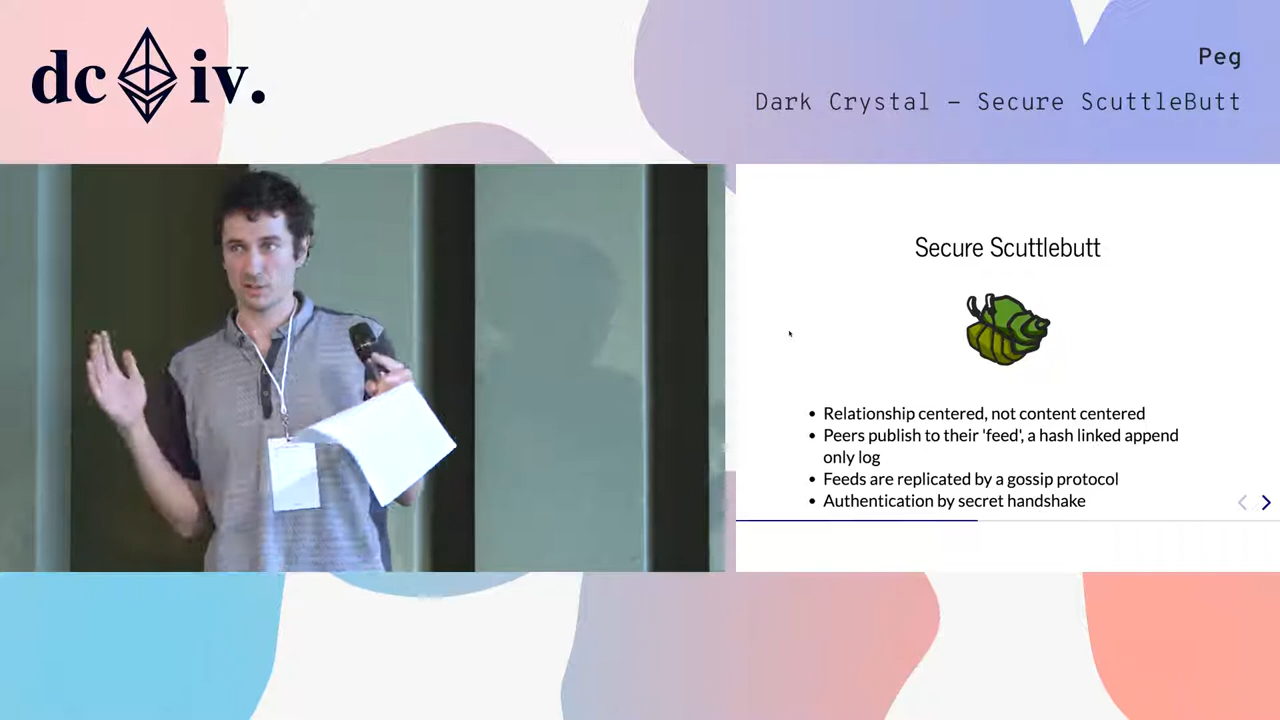 dc iv.
Peg
Dark Crystal – Secure ScuttleButt
Secure Scuttlebutt
• Relationship centered, not content centered
• Peers publish to their 'feed', a hash linked append
only log
• Feeds are replicated by a gossip protocol
• Authentication by secret handshake